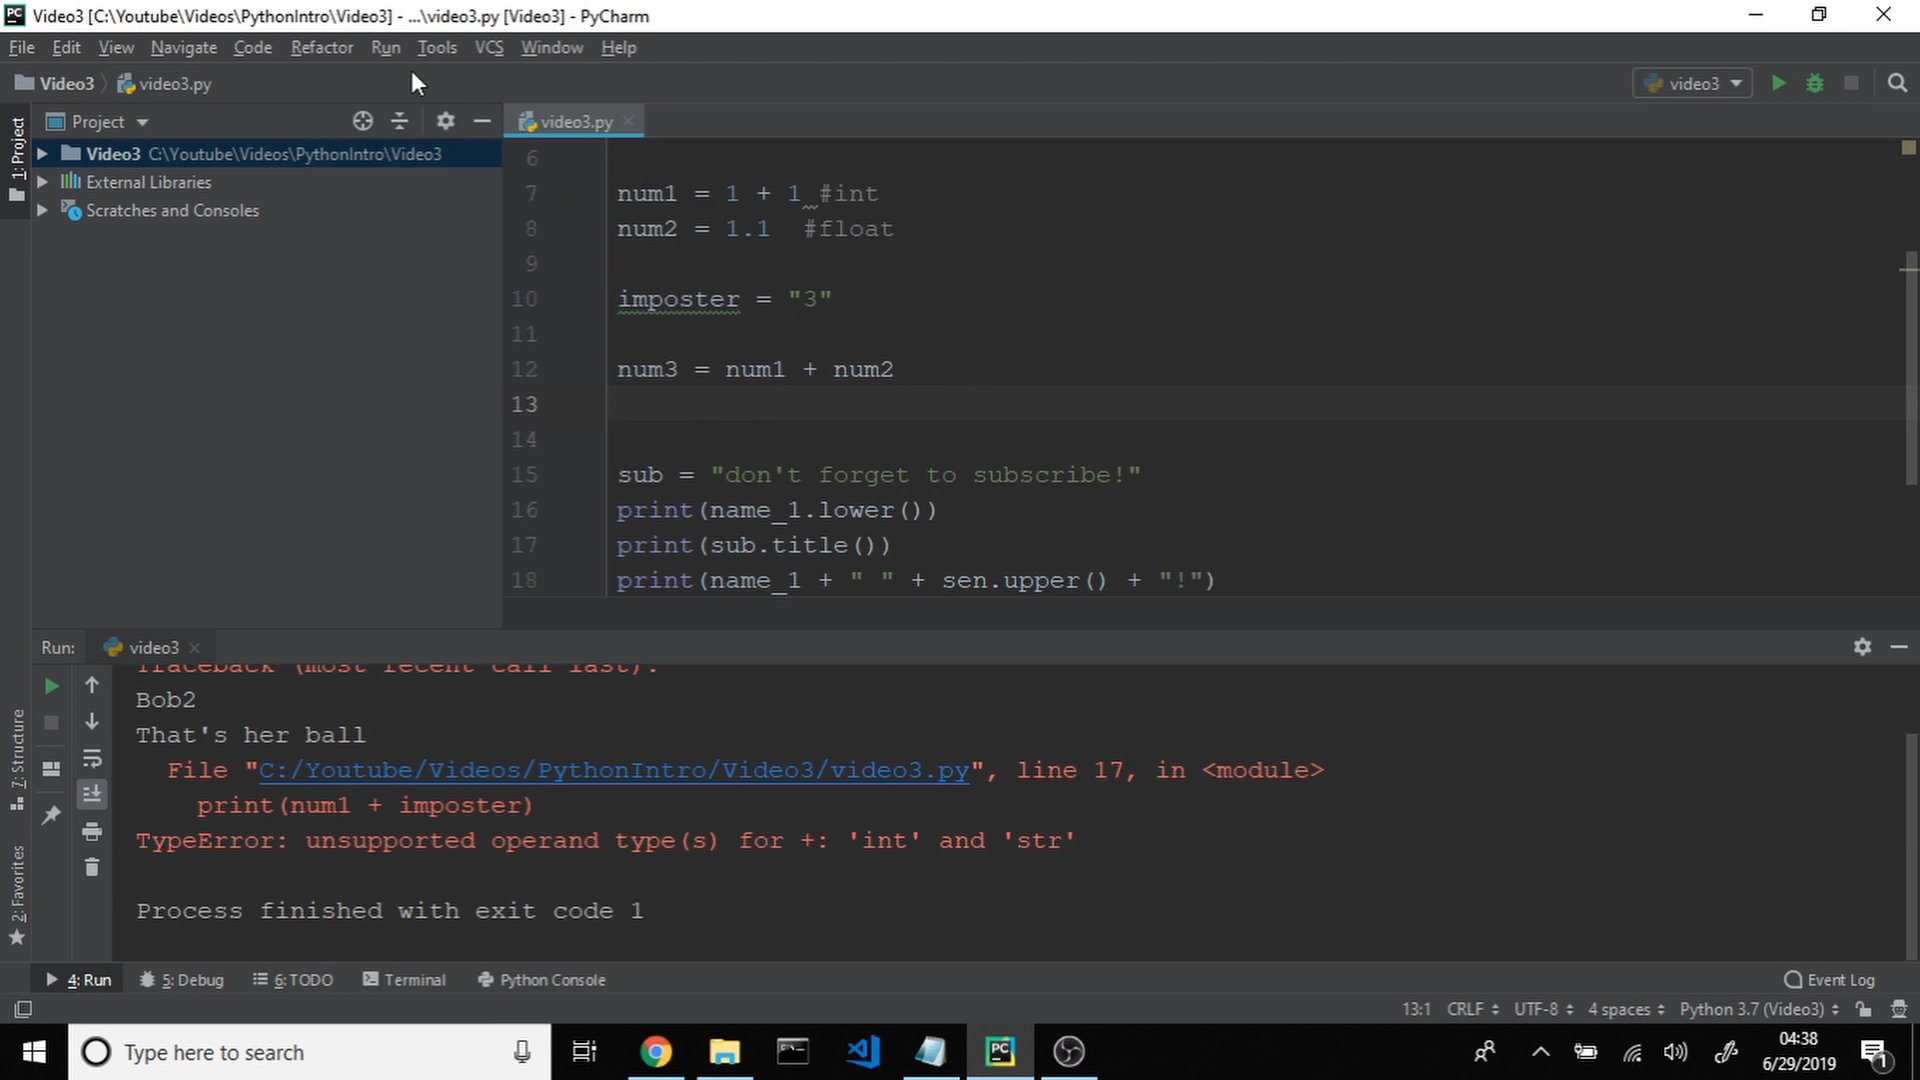 PC Video3 [C:\Youtube\Videos\PythonIntro\Video3] - ...\video3.py [Video3] - PyCharm
File Edit View Navigate Code Refactor Run Tools VCS Window Help
Video3 video3.py video3
1: Project
Project
video3.py
Video3 C:\Youtube\Videos\PythonIntro\Video3
External Libraries
Scratches and Consoles
6
7 num1 = 1 + 1 #int
8 num2 = 1.1 #float
9
10 imposter = "3"
11
12 num3 = num1 + num2
13
14
15 sub = "don't forget to subscribe!"
16 print(name_1.lower())
17 print(sub.title())
18 print(name_1 + " " + sen.upper() + "!")
Run: video3
Traceback (most recent call last):
Bob2
That's her ball
File "C:/Youtube/Videos/PythonIntro/Video3/video3.py", line 17, in <module>
print(num1 + imposter)
TypeError: unsupported operand type(s) for +: 'int' and 'str'
Process finished with exit code 1
7: Structure
2: Favorites
4: Run 5: Debug 6: TODO Terminal Python Console Event Log
13:1 CRLF UTF-8 4 spaces Python 3.7 (Video3)
Type here to search
PC
04:38
6/29/2019
1